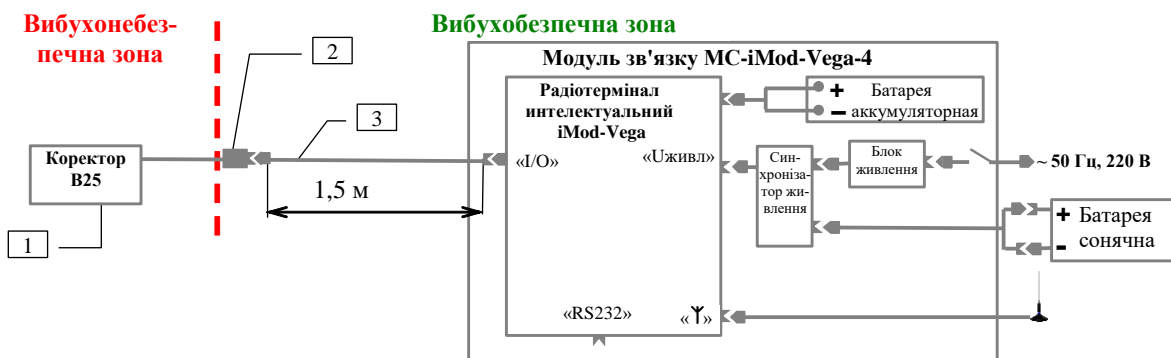 Вибухонебез-
печна зона
Вибухобезпечна зона
Модуль зв'язку МС-iMod-Vega-4
2
Радіотермінал
интелектуальний
iMod-Vega
+ Батарея
– аккумуляторная
3
Коректор
В25
«I/O»
«Uживл»
Син-
хроніза-
тор жи-
влення
Блок
живлення
~ 50 Гц, 220 В
1,5 м
1
+ Батарея
- сонячна
«RS232»
« »